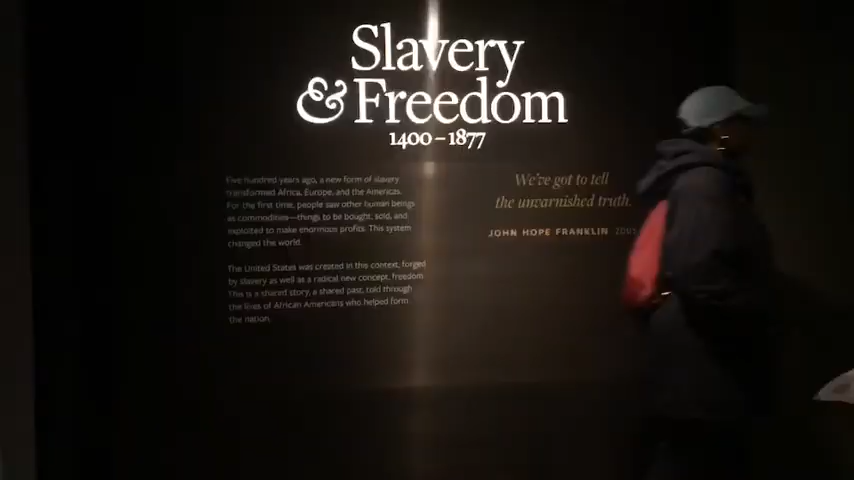 Slavery
& Freedom
1400–1877
Five hundred years ago, a new form of slavery
transformed Africa, Europe, and the Americas.
For the first time, people saw other human beings
as commodities—things to be bought, sold, and
exploited to make enormous profits. This system
changed the world.
The United States was created in this context, forged
by slavery as well as a radical new concept, freedom.
This is a shared story, a shared past, told through
the lives of African Americans who helped form
the nation.
We've got to tell
the unvarnished truth.
JOHN HOPE FRANKLIN